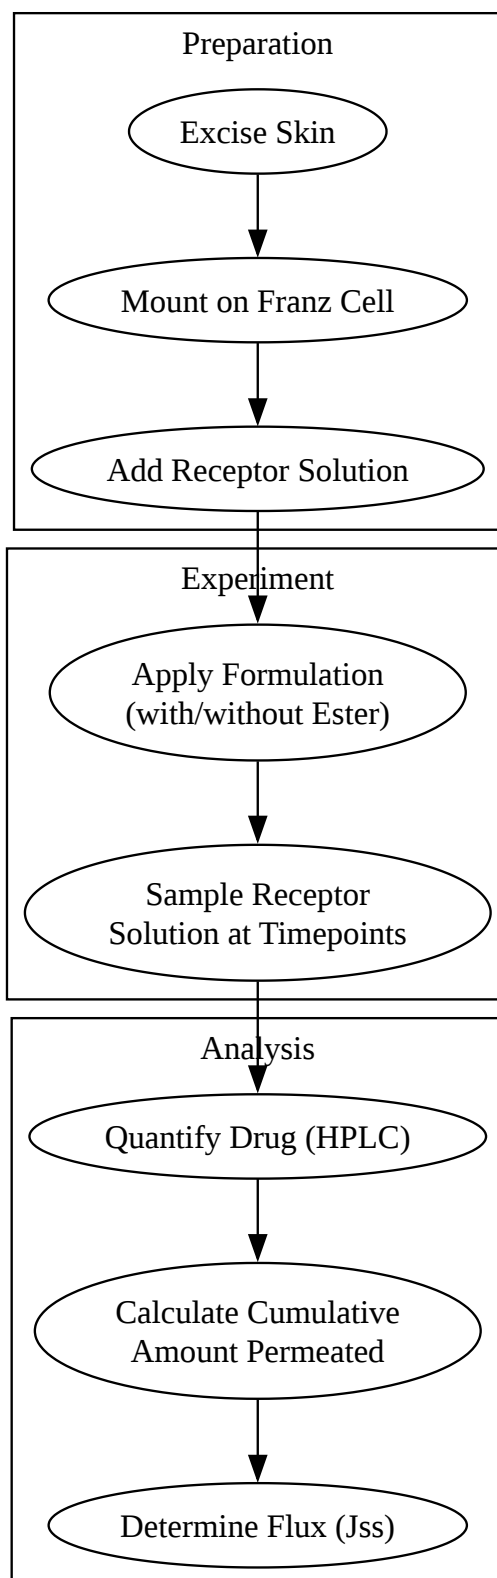 Preparation
Excise Skin
Mount on Franz Cell
Add Receptor Solution
Experiment
Apply Formulation
(with/without Ester)
Sample Receptor
Solution at Timepoints
Analysis
Quantify Drug (HPLC)
Calculate Cumulative
Amount Permeated
Determine Flux (Jss)